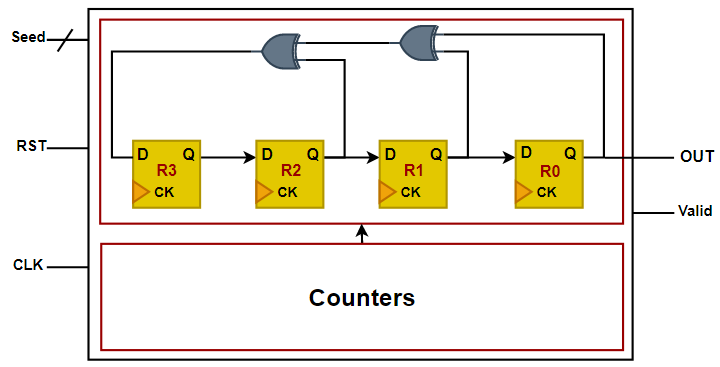 Seed
RST
CLK
D Q
R3
CK
D Q
R2
CK
D Q
R1
CK
D Q
R0
CK
OUT
Valid
Counters